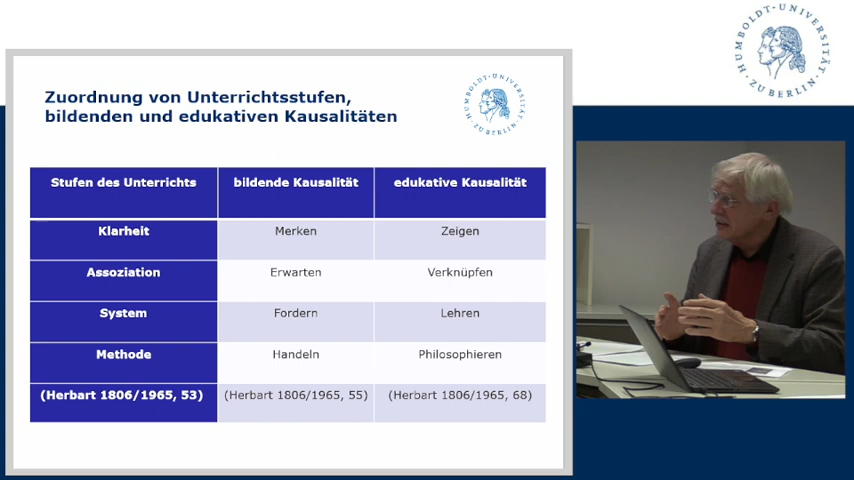 HUMBOLDT-UNIVERSITÄT ZU BERLIN
Zuordnung von Unterrichtsstufen,
bildenden und edukativen Kausalitäten
HUMBOLDT-UNIVERSITÄT ZU BERLIN
Stufen des Unterrichts bildende Kausalität edukative Kausalität
Klarheit Merken Zeigen
Assoziation Erwarten Verknüpfen
System Fordern Lehren
Methode Handeln Philosophieren
(Herbart 1806/1965, 53) (Herbart 1806/1965, 55) (Herbart 1806/1965, 68)